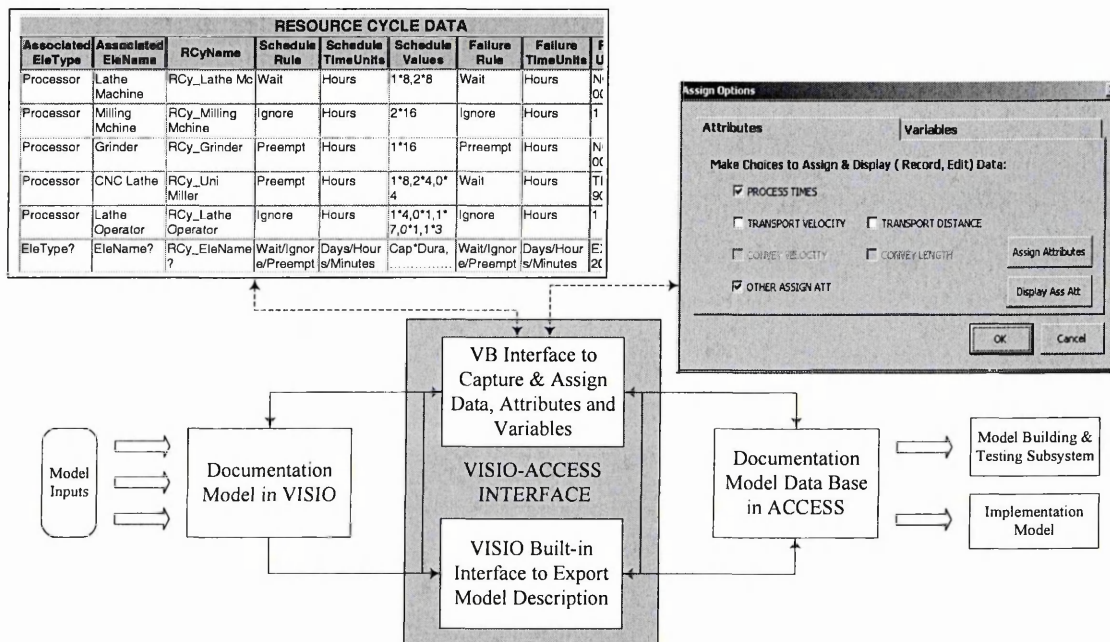 RESOURCE CYCLE DATA
Associated EleType Associated EleName RCyName Schedule Rule Schedule TimeUnits Schedule Values Failure Rule Failure TimeUnits
Processor Lathe Machine RCy_Lathe Mc Wait Hours 1*8,2*8 Wait Hours
Processor Milling Mchine RCy_Milling Mchine Ignore Hours 2*16 Ignore Hours 1
Processor Grinder RCy_Grinder Preempt Hours 1*16 Prreempt Hours
Processor CNC Lathe RCy_Uni Miller Preempt Hours 1*8,2*4,0*4 Wait Hours
Processor Lathe Operator RCy_Lathe Operator Ignore Hours 1*4,0*1,1*7,0*1,1*3 Ignore Hours 1
EleType? EleName? RCy_EleName? Wait/Ignore/Preempt Days/Hours/Minutes Cap*Dura, ............. Wait/Ignore/Preempt Days/Hours/Minutes
Assign Options
Attributes Variables
Make Choices to Assign & Display ( Record, Edit) Data:
PROCESS TIMES
TRANSPORT VELOCITY TRANSPORT DISTANCE
CONVEY VELOCITY CONVEY LENGTH
OTHER ASSIGN ATT
Assign Attributes
Display Ass Att
OK Cancel
VB Interface to
Capture & Assign
Data, Attributes and
Variables
Model
Inputs
Documentation
Model in VISIO
VISIO-ACCESS
INTERFACE
VISIO Built-in
Interface to Export
Model Description
Documentation
Model Data Base
in ACCESS
Model Building &
Testing Subsystem
Implementation
Model